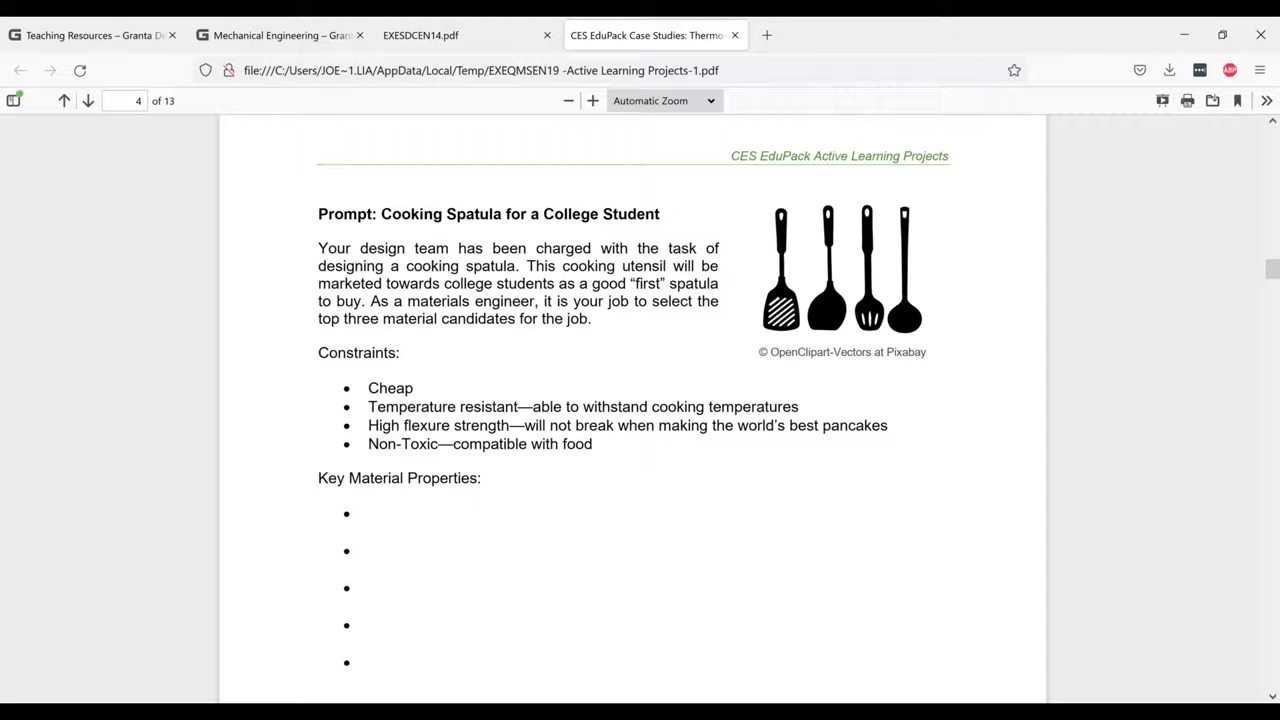 Teaching Resources – Granta De
Mechanical Engineering – Granta
EXESDCEN14.pdf
CES EduPack Case Studies: Thermo-
file:///C:/Users/JOE~1.LIA/AppData/Local/Temp/EXEQMSEN19 -Active Learning Projects-1.pdf
ABP
4 of 13
Automatic Zoom
CES EduPack Active Learning Projects
Prompt: Cooking Spatula for a College Student
Your design team has been charged with the task of
designing a cooking spatula. This cooking utensil will be
marketed towards college students as a good “first” spatula
to buy. As a materials engineer, it is your job to select the
top three material candidates for the job.
© OpenClipart-Vectors at Pixabay
Constraints:
• Cheap
• Temperature resistant—able to withstand cooking temperatures
• High flexure strength—will not break when making the world’s best pancakes
• Non-Toxic—compatible with food
Key Material Properties:
•
•
•
•
•